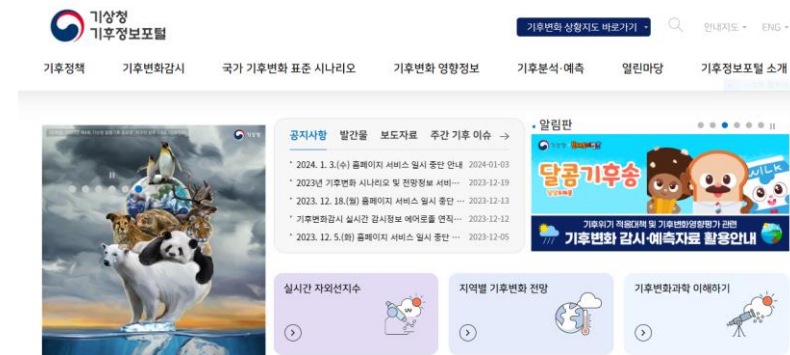 기상청
기후정보포털
기후변화 상황지도 바로가기
안내지도
ENG
기후정책
기후변화감시
국가 기후변화 표준 시나리오
기후변화 영향정보
기후분석·예측
열린마당
기후정보포털 소개
공지사항 발간물 보도자료 주간 기후 이슈 →
2024. 1. 3.(수) 홈페이지 서비스 일시 중단 안내 2024-01-03
2023년 기후변화 시나리오 및 전망정보 서비··· 2023-12-19
2023. 12. 18.(월) 홈페이지 서비스 일시 중단 ··· 2023-12-13
기후변화감시 실시간 감시정보 에어로졸 연직··· 2023-12-12
2023. 12. 5.(화) 홈페이지 서비스 일시 중단 ··· 2023-12-05
알림판
기상청
달콤기후송
MILK
기후위기 적응대책 및 기후변화영향평가 관련
기후변화 감시·예측자료 활용안내
실시간 자외선지수
UV
지역별 기후변화 전망
기후변화과학 이해하기